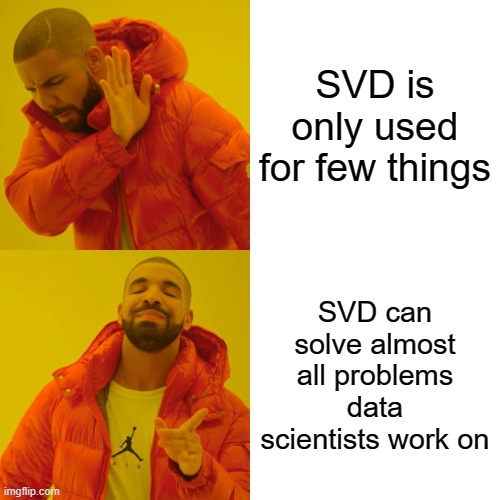 SVD is
only used
for few things
SVD can
solve almost
all problems
data
scientists work on
imgflip.com